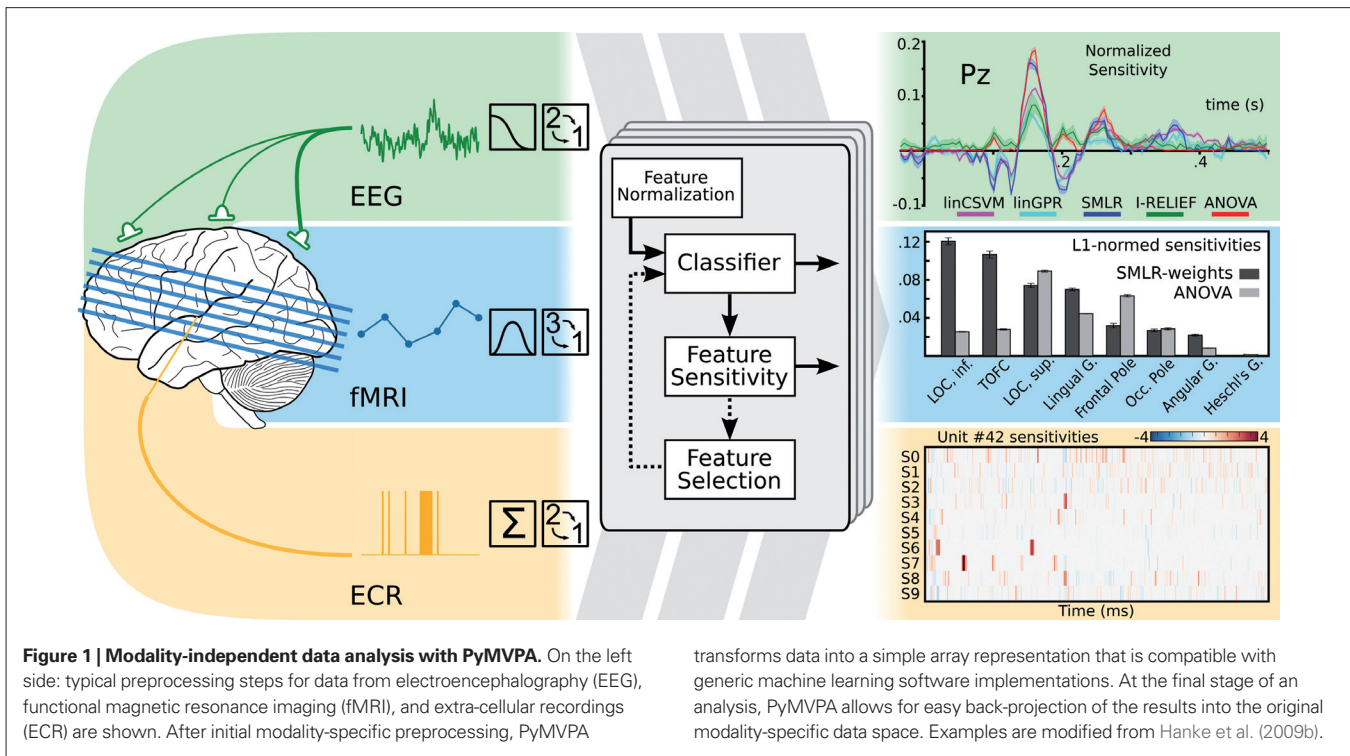 EEG
2
1
fMRI
3
1
ECR
Σ
2
1
Feature
Normalization
Classifier
Feature
Sensitivity
Feature
Selection
0.2
0.1
-0.1
Pz
Normalized
Sensitivity
time (s)
.2
.4
linCSVM linGPR SMLR I-RELIEF ANOVA
.12
.08
.04
L1-normed sensitivities
SMLR-weights
ANOVA
LOC, inf.
TOFC
LOC, sup.
Lingual G.
Frontal Pole
Occ. Pole
Angular G.
Heschl's G.
Unit #42 sensitivities -4 4
S0
S1
S2
S3
S4
S5
S6
S7
S8
S9
Time (ms)
Figure 1 | Modality-independent data analysis with PyMVPA. On the left
side: typical preprocessing steps for data from electroencephalography (EEG),
functional magnetic resonance imaging (fMRI), and extra-cellular recordings
(ECR) are shown. After initial modality-specific preprocessing, PyMVPA
transforms data into a simple array representation that is compatible with
generic machine learning software implementations. At the final stage of an
analysis, PyMVPA allows for easy back-projection of the results into the original
modality-specific data space. Examples are modified from Hanke et al. (2009b).